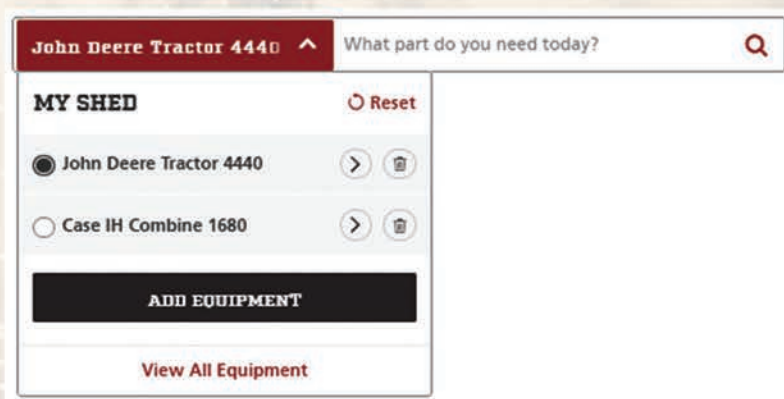 John Deere Tractor 4440 What part do you need today?
MY SHED Reset
John Deere Tractor 4440
Case IH Combine 1680
ADD EQUIPMENT
View All Equipment